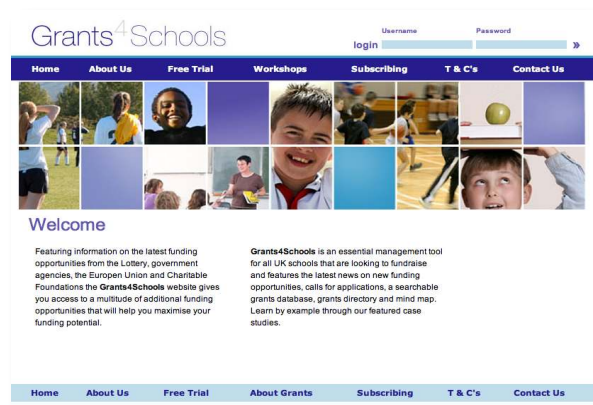 Grants4Schools
Username Password
login »
Home About Us Free Trial Workshops Subscribing T & C's Contact Us
Welcome
Featuring information on the latest funding
opportunities from the Lottery, government
agencies, the Europen Union and Charitable
Foundations the Grants4Schools website gives
you access to a multitude of additional funding
opportunities that will help you maximise your
funding potential.
Grants4Schools is an essential management tool
for all UK schools that are looking to fundraise
and features the latest news on new funding
opportunities, calls for applications, a searchable
grants database, grants directory and mind map.
Learn by example through our featured case
studies.
Home About Us Free Trial About Grants Subscribing T & C's Contact Us